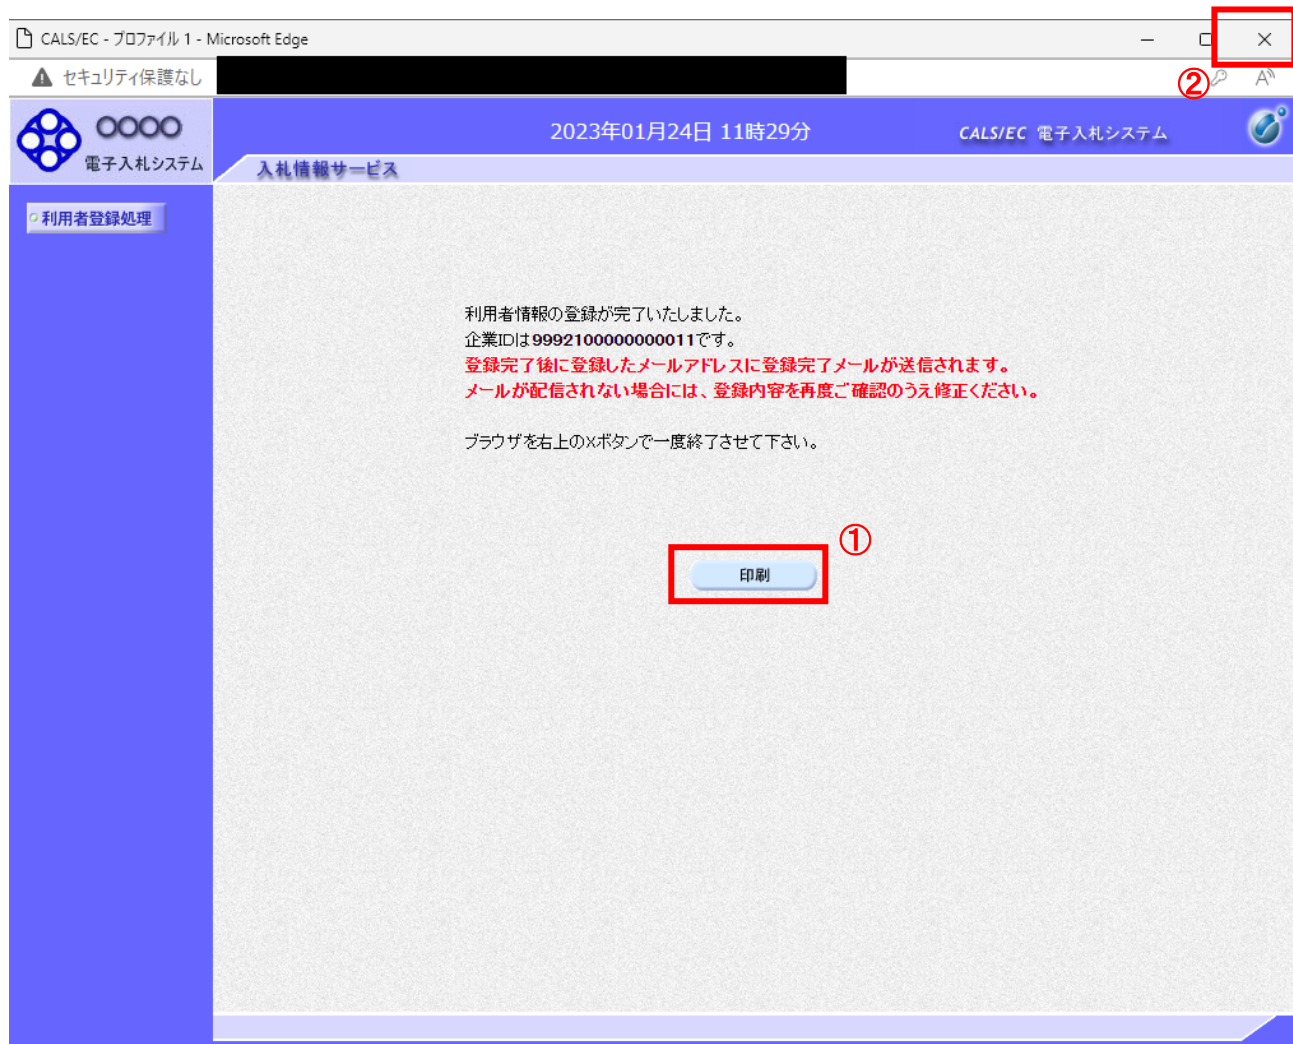 CALS/EC - プロファイル 1 - Microsoft Edge
②
セキュリティ保護なし
OOOO
電子入札システム
2023年01月24日 11時29分
CALS/EC 電子入札システム
入札情報サービス
利用者登録処理
利用者情報の登録が完了いたしました。
企業IDは9992100000000011です。
登録完了後に登録したメールアドレスに登録完了メールが送信されます。
メールが配信されない場合には、登録内容を再度ご確認のうえ修正ください。
ブラウザを右上の×ボタンで一度終了させて下さい。
①
印刷